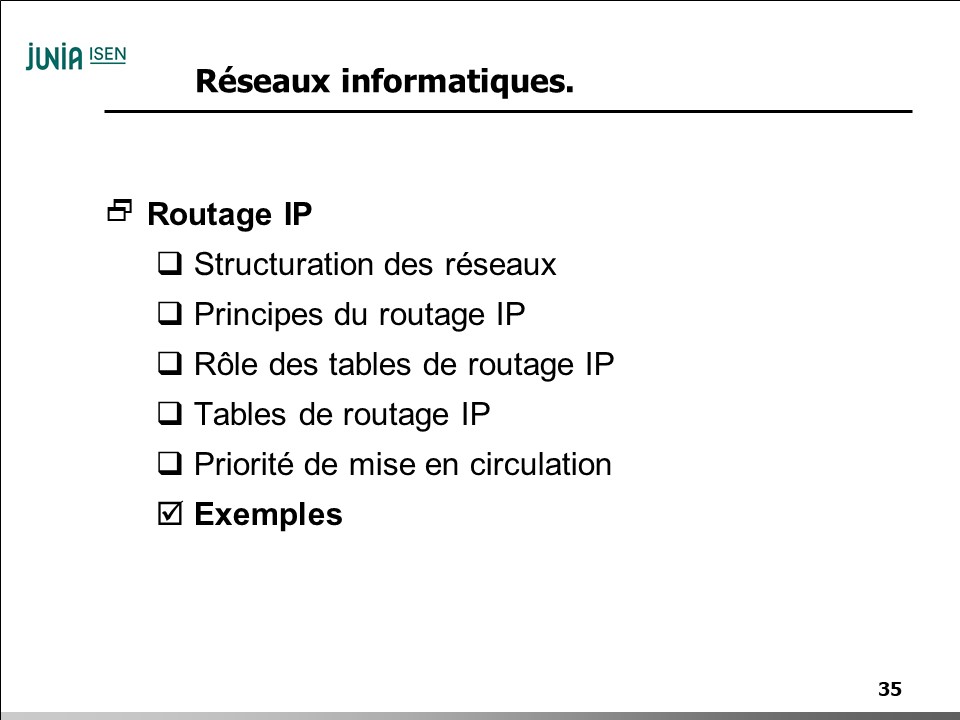 JUNIA ISEN
Réseaux informatiques.
Routage IP
Structuration des réseaux
Principes du routage IP
Rôle des tables de routage IP
Tables de routage IP
Priorité de mise en circulation
Exemples
35